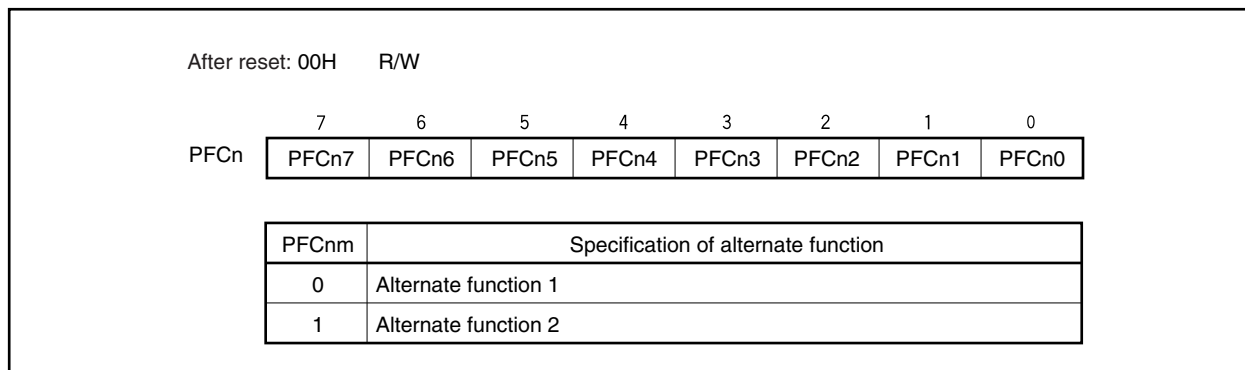 After reset: 00H R/W
7 6 5 4 3 2 1 0
PFCn PFCn7 PFCn6 PFCn5 PFCn4 PFCn3 PFCn2 PFCn1 PFCn0
PFCnm Specification of alternate function
0 Alternate function 1
1 Alternate function 2